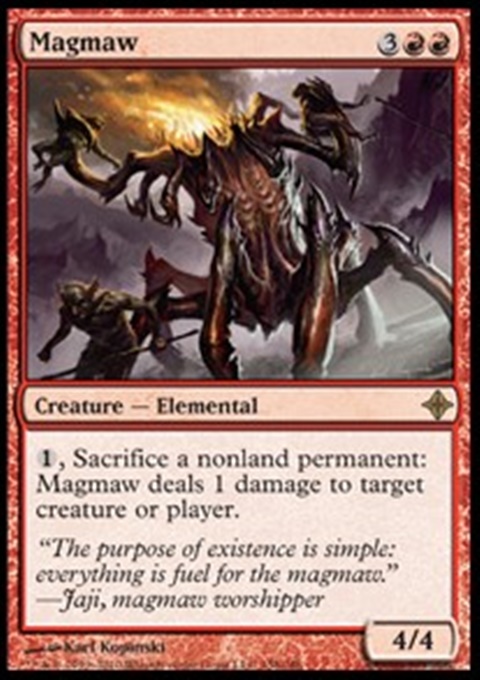 Magmaw 3
Creature — Elemental
1, Sacrifice a nonland permanent:
Magmaw deals 1 damage to target
creature or player.
“The purpose of existence is simple:
everything is fuel for the magmaw.”
—Jaji, magmaw worshipper
Karl Kopinski
4/4